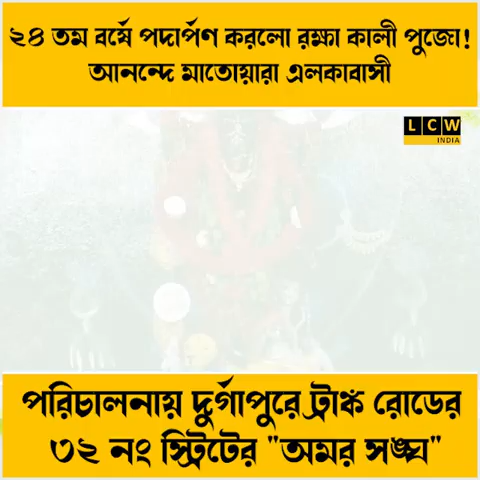 ২৪ তম বর্ষে পদার্পণ করলো রক্ষা কালী পুজো!
আনন্দে মাতোয়ারা এলকাবাসী
LCW
INDIA
পরিচালনায় দুর্গাপুরে ট্রাঙ্ক রোডের
৩২ নং স্ট্রিটের "অমর সঙ্ঘ"